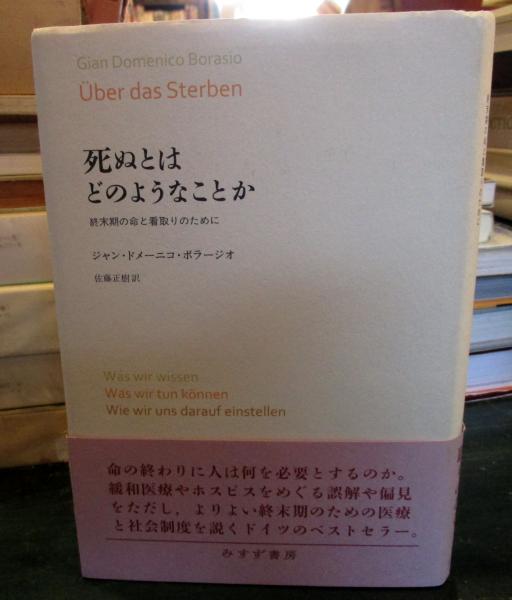 Gian Domenico Borasio
Über das Sterben
死ぬとは
どのようなことか
終末期の命と看取りのために
ジャン・ドメーニコ・ボラージオ
佐藤正樹 訳
Was wir wissen
Was wir tun können
Wie wir uns darauf einstellen
命の終わりに人は何を必要とするのか。
緩和医療やホスピスをめぐる誤解や偏見
をただし，よりよい終末期のための医療
と社会制度を説くドイツのベストセラー。
みすず書房